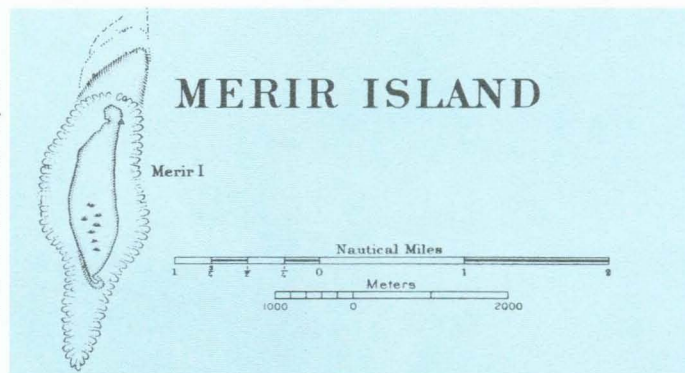 MERIR ISLAND
Merir I
Nautical Miles
1 0 1 2
Meters
1000 0 2000